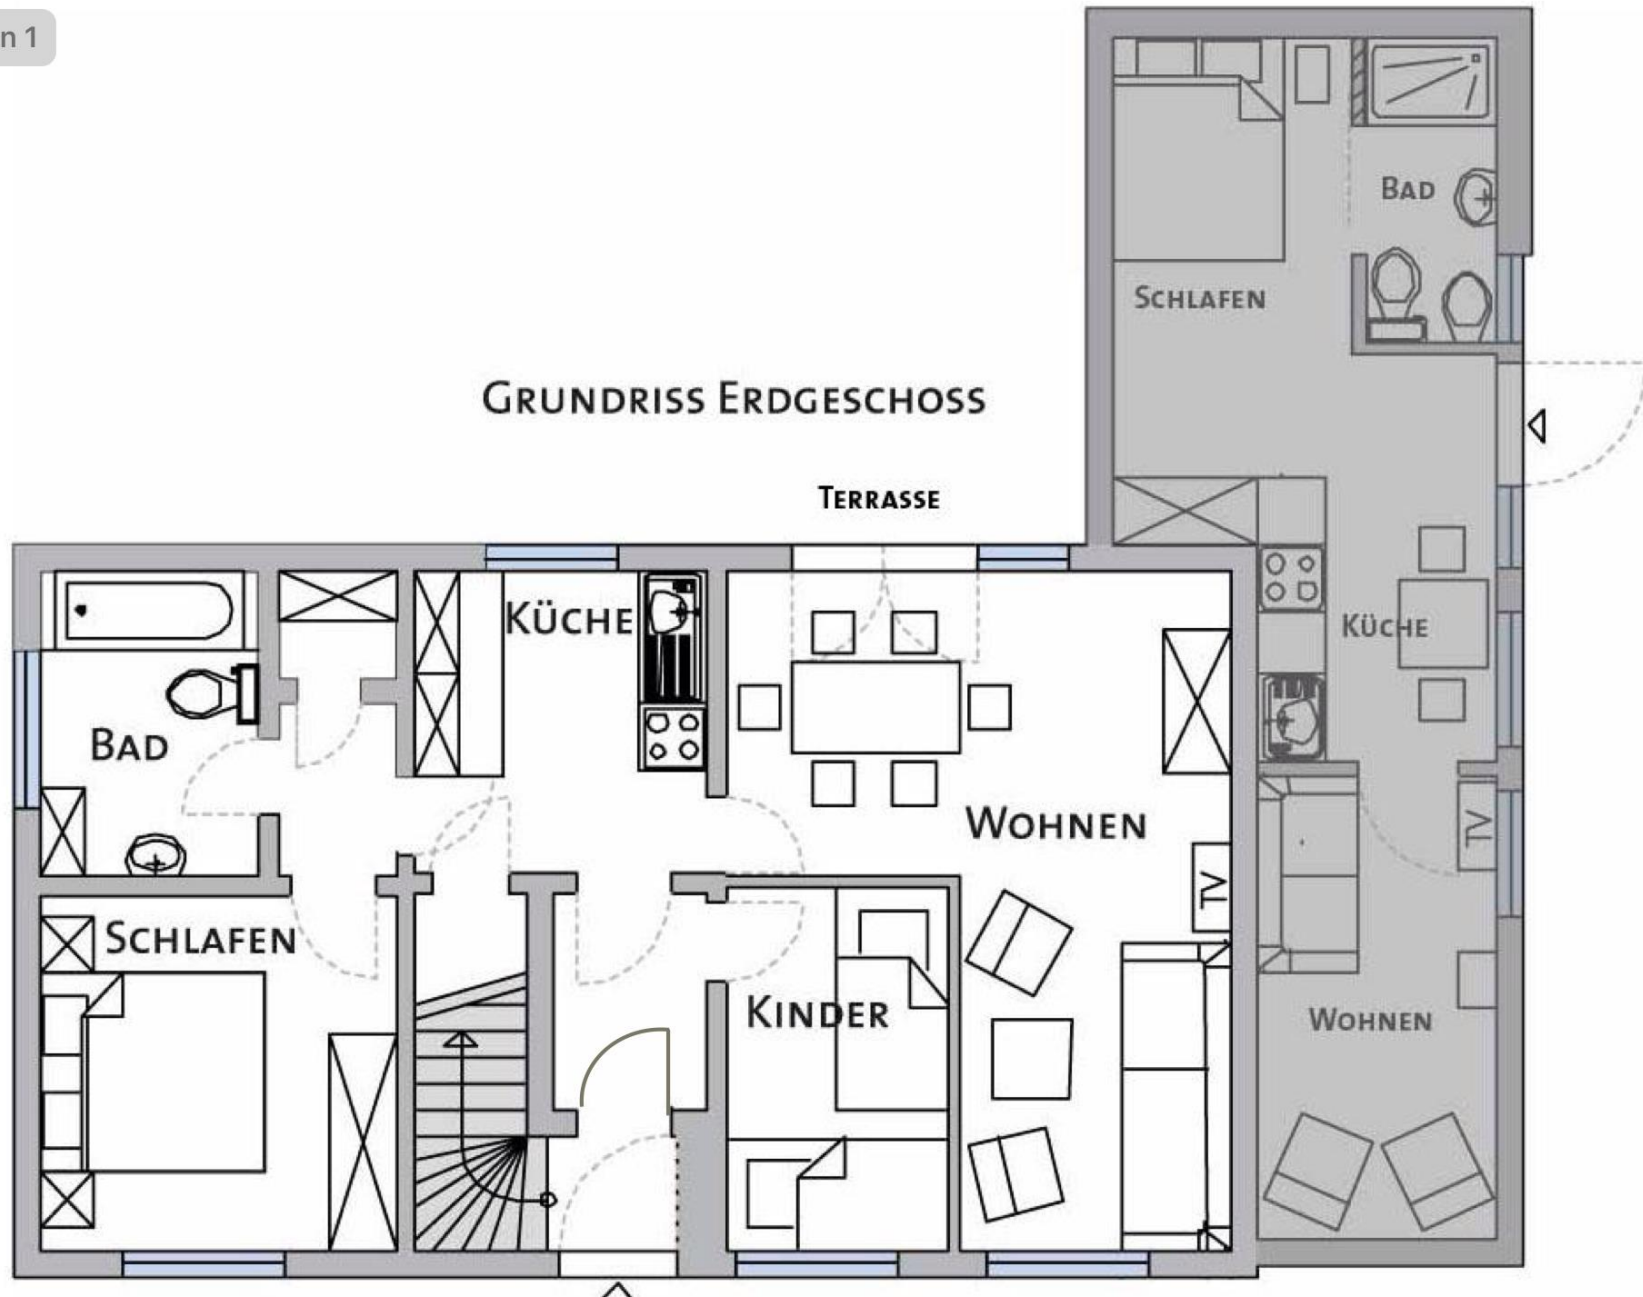 n 1
BAD
SCHLAFEN
GRUNDRISS ERDGESCHOSS
TERRASSE
KÜCHE
KÜCHE
BAD
WOHNEN
TV
TV
SCHLAFEN
KINDER
WOHNEN